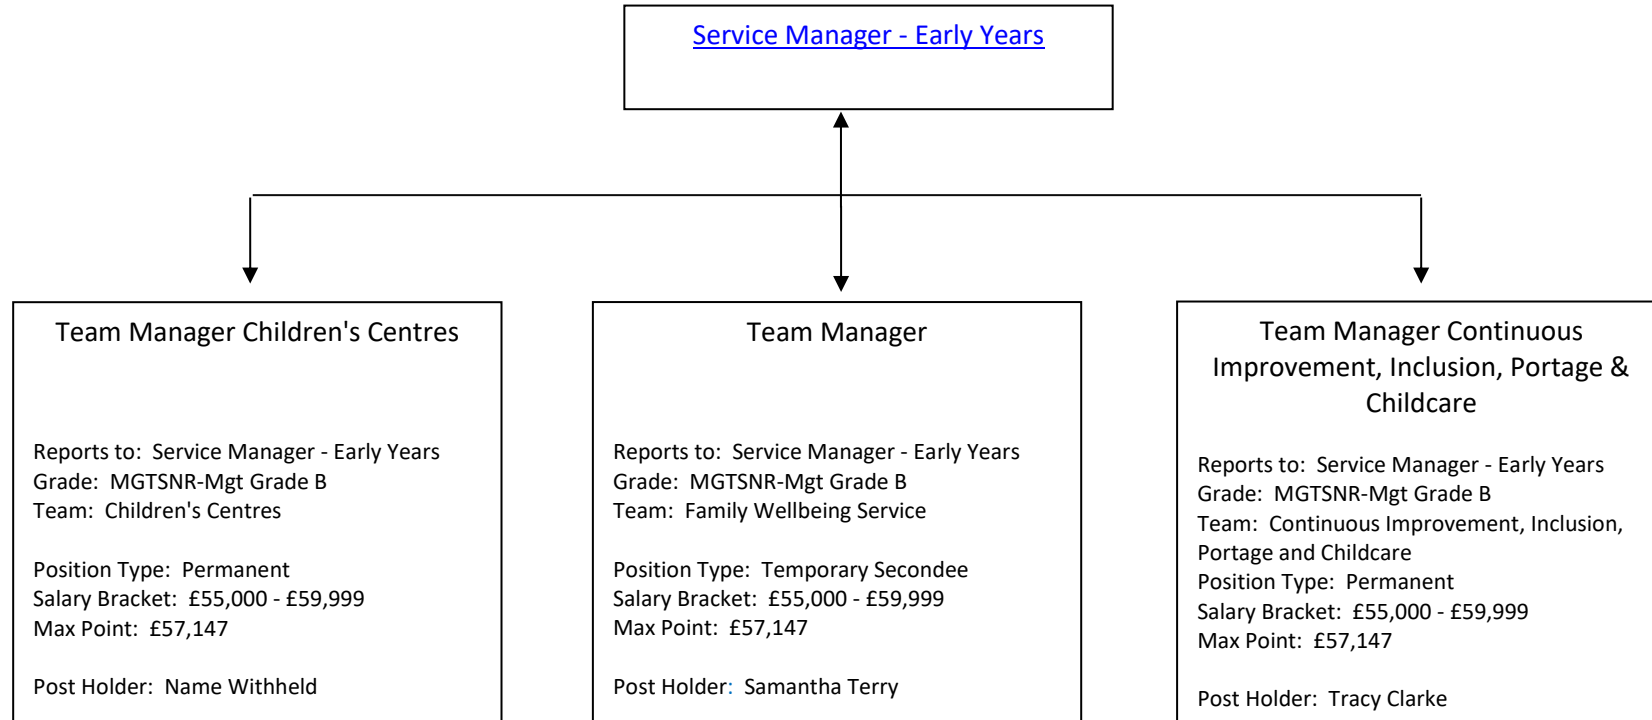 Service Manager - Early Years
Team Manager Children's Centres
Reports to: Service Manager - Early Years
Grade: MGTSNR-Mgt Grade B
Team: Children's Centres
Position Type: Permanent
Salary Bracket: £55,000 - £59,999
Max Point: £57,147
Post Holder: Name Withheld
Team Manager
Reports to: Service Manager - Early Years
Grade: MGTSNR-Mgt Grade B
Team: Family Wellbeing Service
Position Type: Temporary Secondee
Salary Bracket: £55,000 - £59,999
Max Point: £57,147
Post Holder: Samantha Terry
Team Manager Continuous
Improvement, Inclusion, Portage &
Childcare
Reports to: Service Manager - Early Years
Grade: MGTSNR-Mgt Grade B
Team: Continuous Improvement, Inclusion,
Portage and Childcare
Position Type: Permanent
Salary Bracket: £55,000 - £59,999
Max Point: £57,147
Post Holder: Tracy Clarke